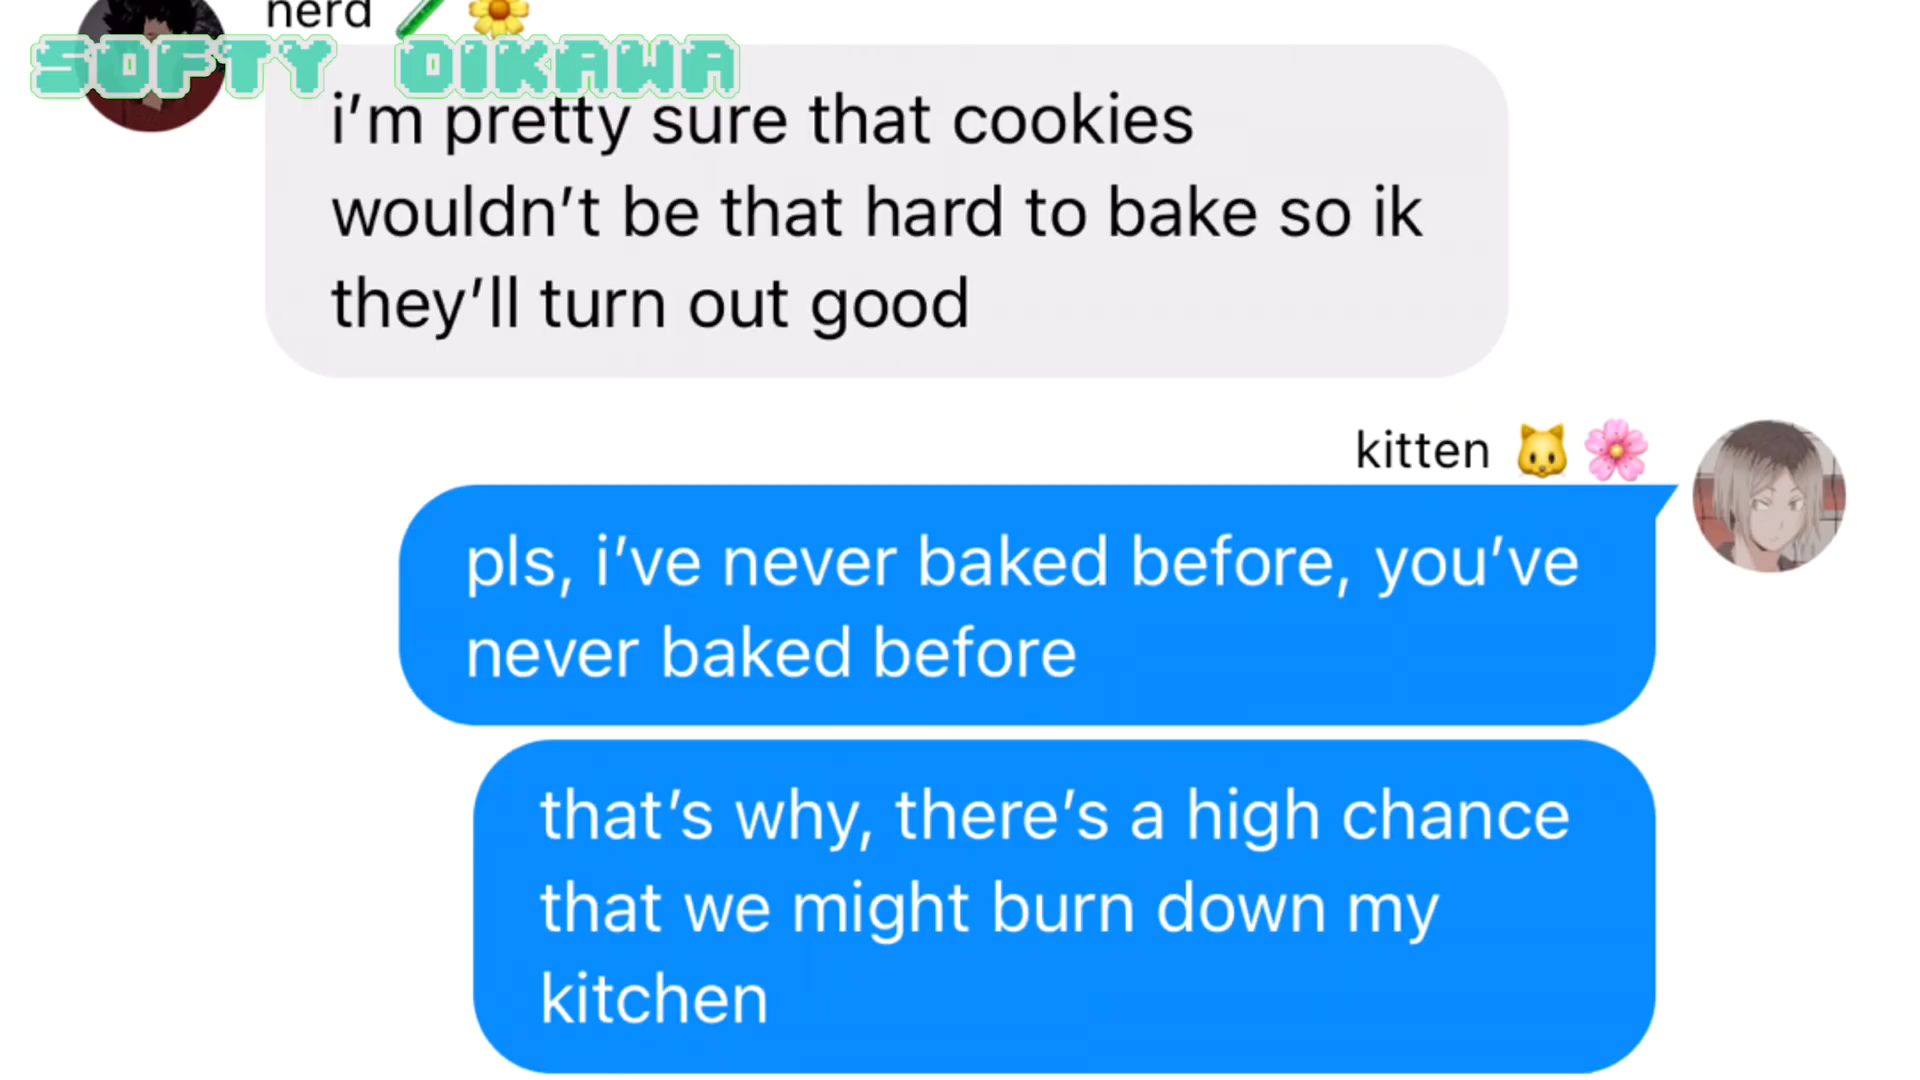 nerd
SOFTY OIKAWA
i’m pretty sure that cookies
wouldn’t be that hard to bake so ik
they’ll turn out good
kitten 🐱🌸
pls, i’ve never baked before, you’ve
never baked before
that’s why, there’s a high chance
that we might burn down my
kitchen